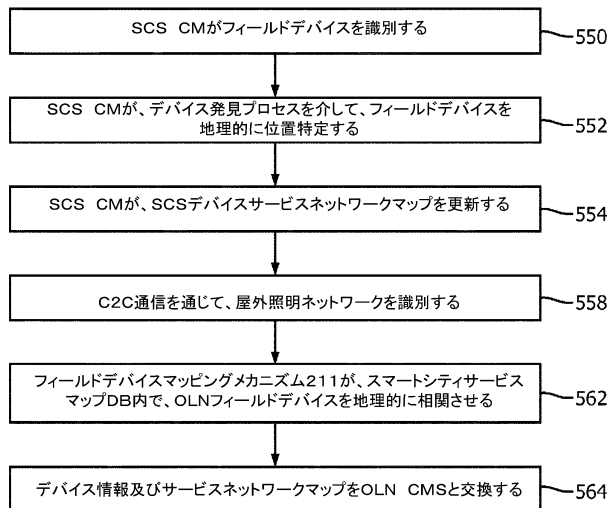 SCS CMがフィールドデバイスを識別する
550
SCS CMが、デバイス発見プロセスを介して、フィールドデバイスを
地理的に位置特定する
552
SCS CMが、SCSデバイスサービスネットワークマップを更新する
554
C2C通信を通じて、屋外照明ネットワークを識別する
558
フィールドデバイスマッピングメカニズム211が、スマートシティサービス
マップDB内で、OLNフィールドデバイスを地理的に相関させる
562
デバイス情報及びサービスネットワークマップをOLN CMSと交換する
564